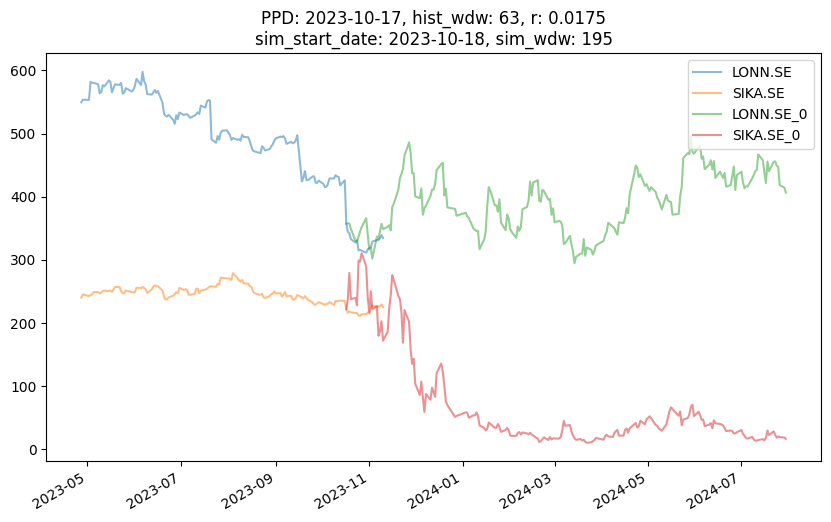 PPD: 2023-10-17, hist_wdw: 63, r: 0.0175
sim_start_date: 2023-10-18, sim_wdw: 195
LONN.SE
SIKA.SE
LONN.SE_0
SIKA.SE_0
600
500
400
300
200
100
0
2023-05
2023-07
2023-09
2023-11
2024-01
2024-03
2024-05
2024-07